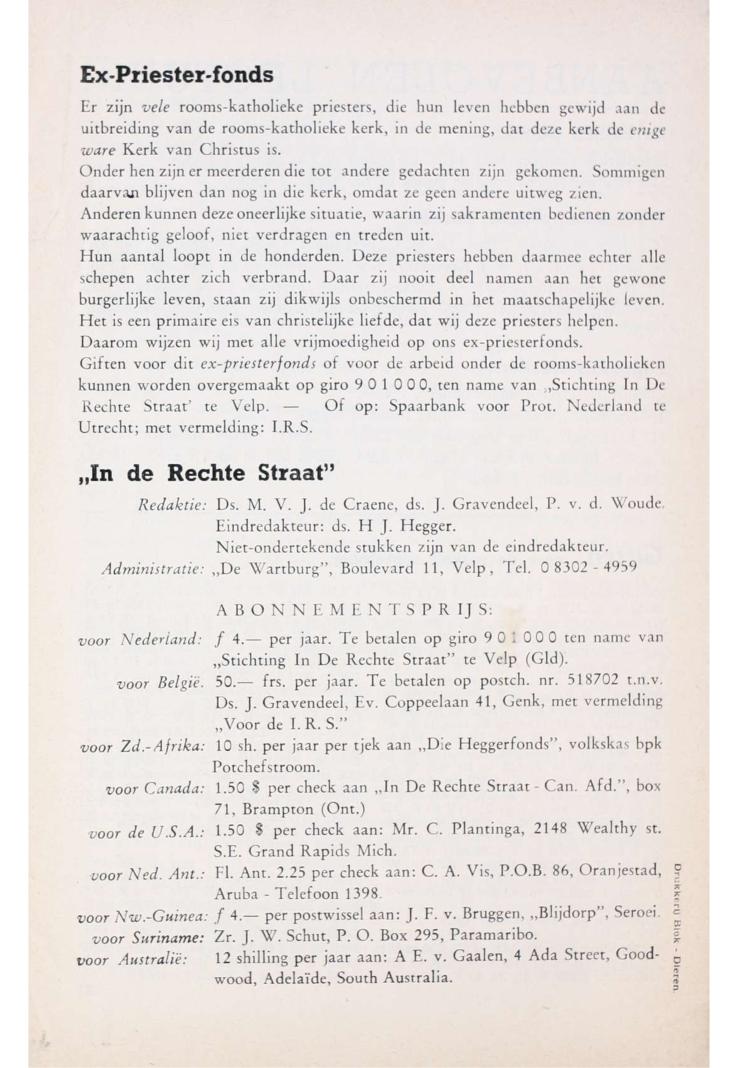 Ex-Priester-fonds
Er zijn vele rooms-katholieke priesters, die hun leven hebben gewijd aan de
uitbreiding van de rooms-katholieke kerk, in de mening, dat deze kerk de enige
ware Kerk van Christus is.
Onder hen zijn er meerderen die tot andere gedachten zijn gekomen. Sommigen
daarvan blijven dan nog in die kerk, omdat ze geen andere uitweg zien.
Anderen kunnen deze oneerlijke situatie, waarin zij sakramenten bedienen zonder
waarachtig geloof, niet verdragen en treden uit.
Hun aantal loopt in de honderden. Deze priesters hebben daarmee echter alle
schepen achter zich verbrand. Daar zij nooit deel namen aan het gewone
burgerlijke leven, staan zij dikwijls onbeschermd in het maatschapelijke leven.
Het is een primaire eis van christelijke liefde, dat wij deze priesters helpen.
Daarom wijzen wij met alle vrijmoedigheid op ons ex-priesterfonds.
Giften voor dit ex-priesterfonds of voor de arbeid onder de rooms-katholieken
kunnen worden overgemaakt op giro 901000, ten name van „Stichting In De
Rechte Straat' te Velp. — Of op: Spaarbank voor Prot. Nederland te
Utrecht; met vermelding: I.R.S.
„In de Rechte Straat”
Redaktie: Ds. M. V. J. de Craene, ds. J. Gravendeel, P. v. d. Woude.
Eindredakteur: ds. H J. Hegger.
Niet-ondertekende stukken zijn van de eindredakteur.
Administratie: „De Wartburg”, Boulevard 11, Velp, Tel. 08302-4959
ABONNEMENTSPRIJS:
voor Nederland: f 4.— per jaar. Te betalen op giro 901000 ten name van
„Stichting In De Rechte Straat” te Velp (Gld).
voor België. 50.— frs. per jaar. Te betalen op postch. nr. 518702 t.n.v.
Ds. J. Gravendeel, Ev. Coppeelaan 41, Genk, met vermelding
„Voor de I.R.S.”
voor Zd.-Afrika: 10 sh. per jaar per tjek aan „Die Heggerfonds”, volkskas bpk
Potchefstroom.
voor Canada: 1.50 $ per check aan „In De Rechte Straat - Can. Afd.”, box
71, Brampton (Ont.)
voor de U.S.A.: 1.50 $ per check aan: Mr. C. Plantinga, 2148 Wealthy st.
S.E. Grand Rapids Mich.
voor Ned. Ant.: Fl. Ant. 2.25 per check aan: C. A. Vis, P.O.B. 86, Oranjestad,
Aruba - Telefoon 1398.
voor Nw.-Guinea: f 4.— per postwissel aan: J. F. v. Bruggen, „Blijdorp”, Seroei.
voor Suriname: Zr. J. W. Schut, P. O. Box 295, Paramaribo.
voor Australië: 12 shilling per jaar aan: A E. v. Gaalen, 4 Ada Street, Good-
wood, Adelaïde, South Australia.
Drukkerij Blok - Dieren.